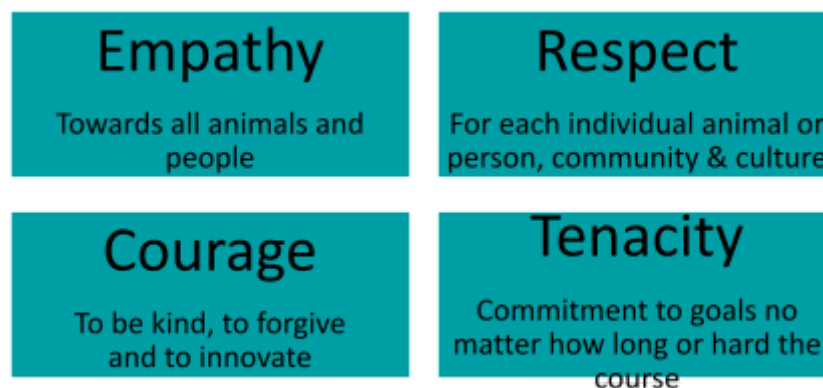 Empathy
Towards all animals and
people
Respect
For each individual animal or
person, community & culture
Courage
To be kind, to forgive
and to innovate
Tenacity
Commitment to goals no
matter how long or hard the
course